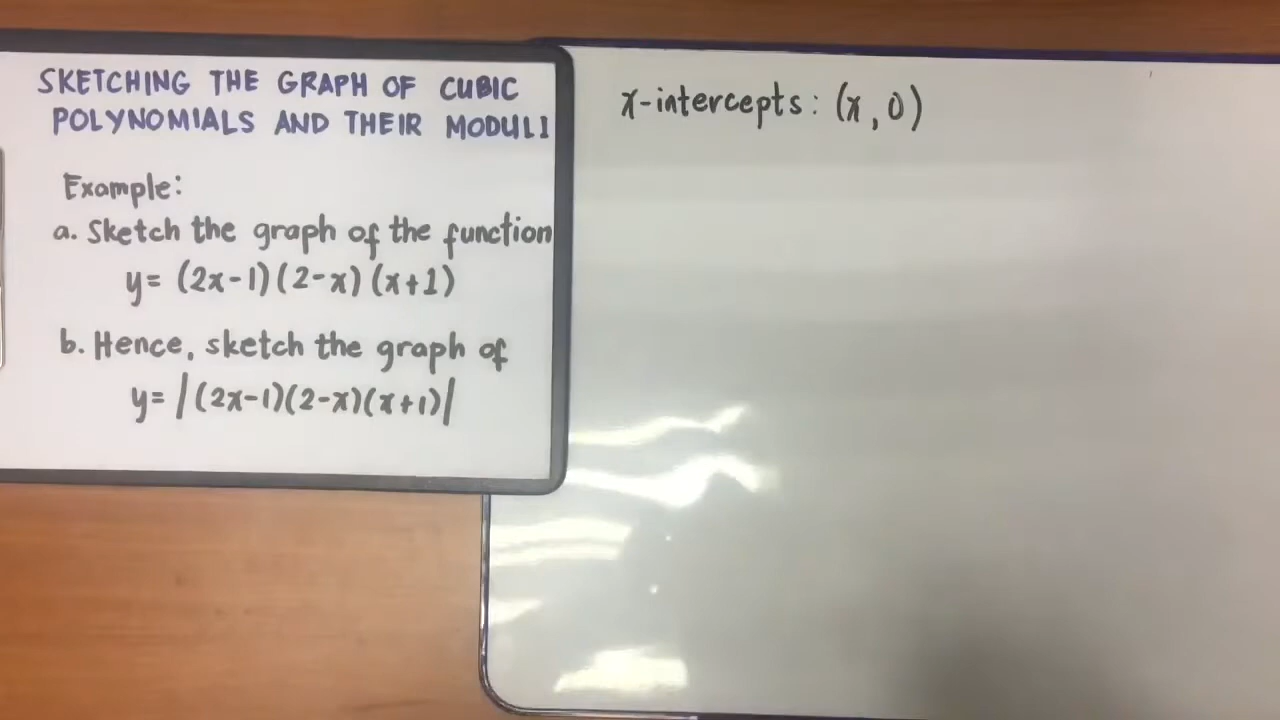 SKETCHING THE GRAPH OF CUBIC
POLYNOMIALS AND THEIR MODULI
Example:
a. Sketch the graph of the function
y= (2x-1)(2-x)(x+1)
b. Hence, sketch the graph of
y= |(2x-1)(2-x)(x+1)|
x-intercepts: (x,0)